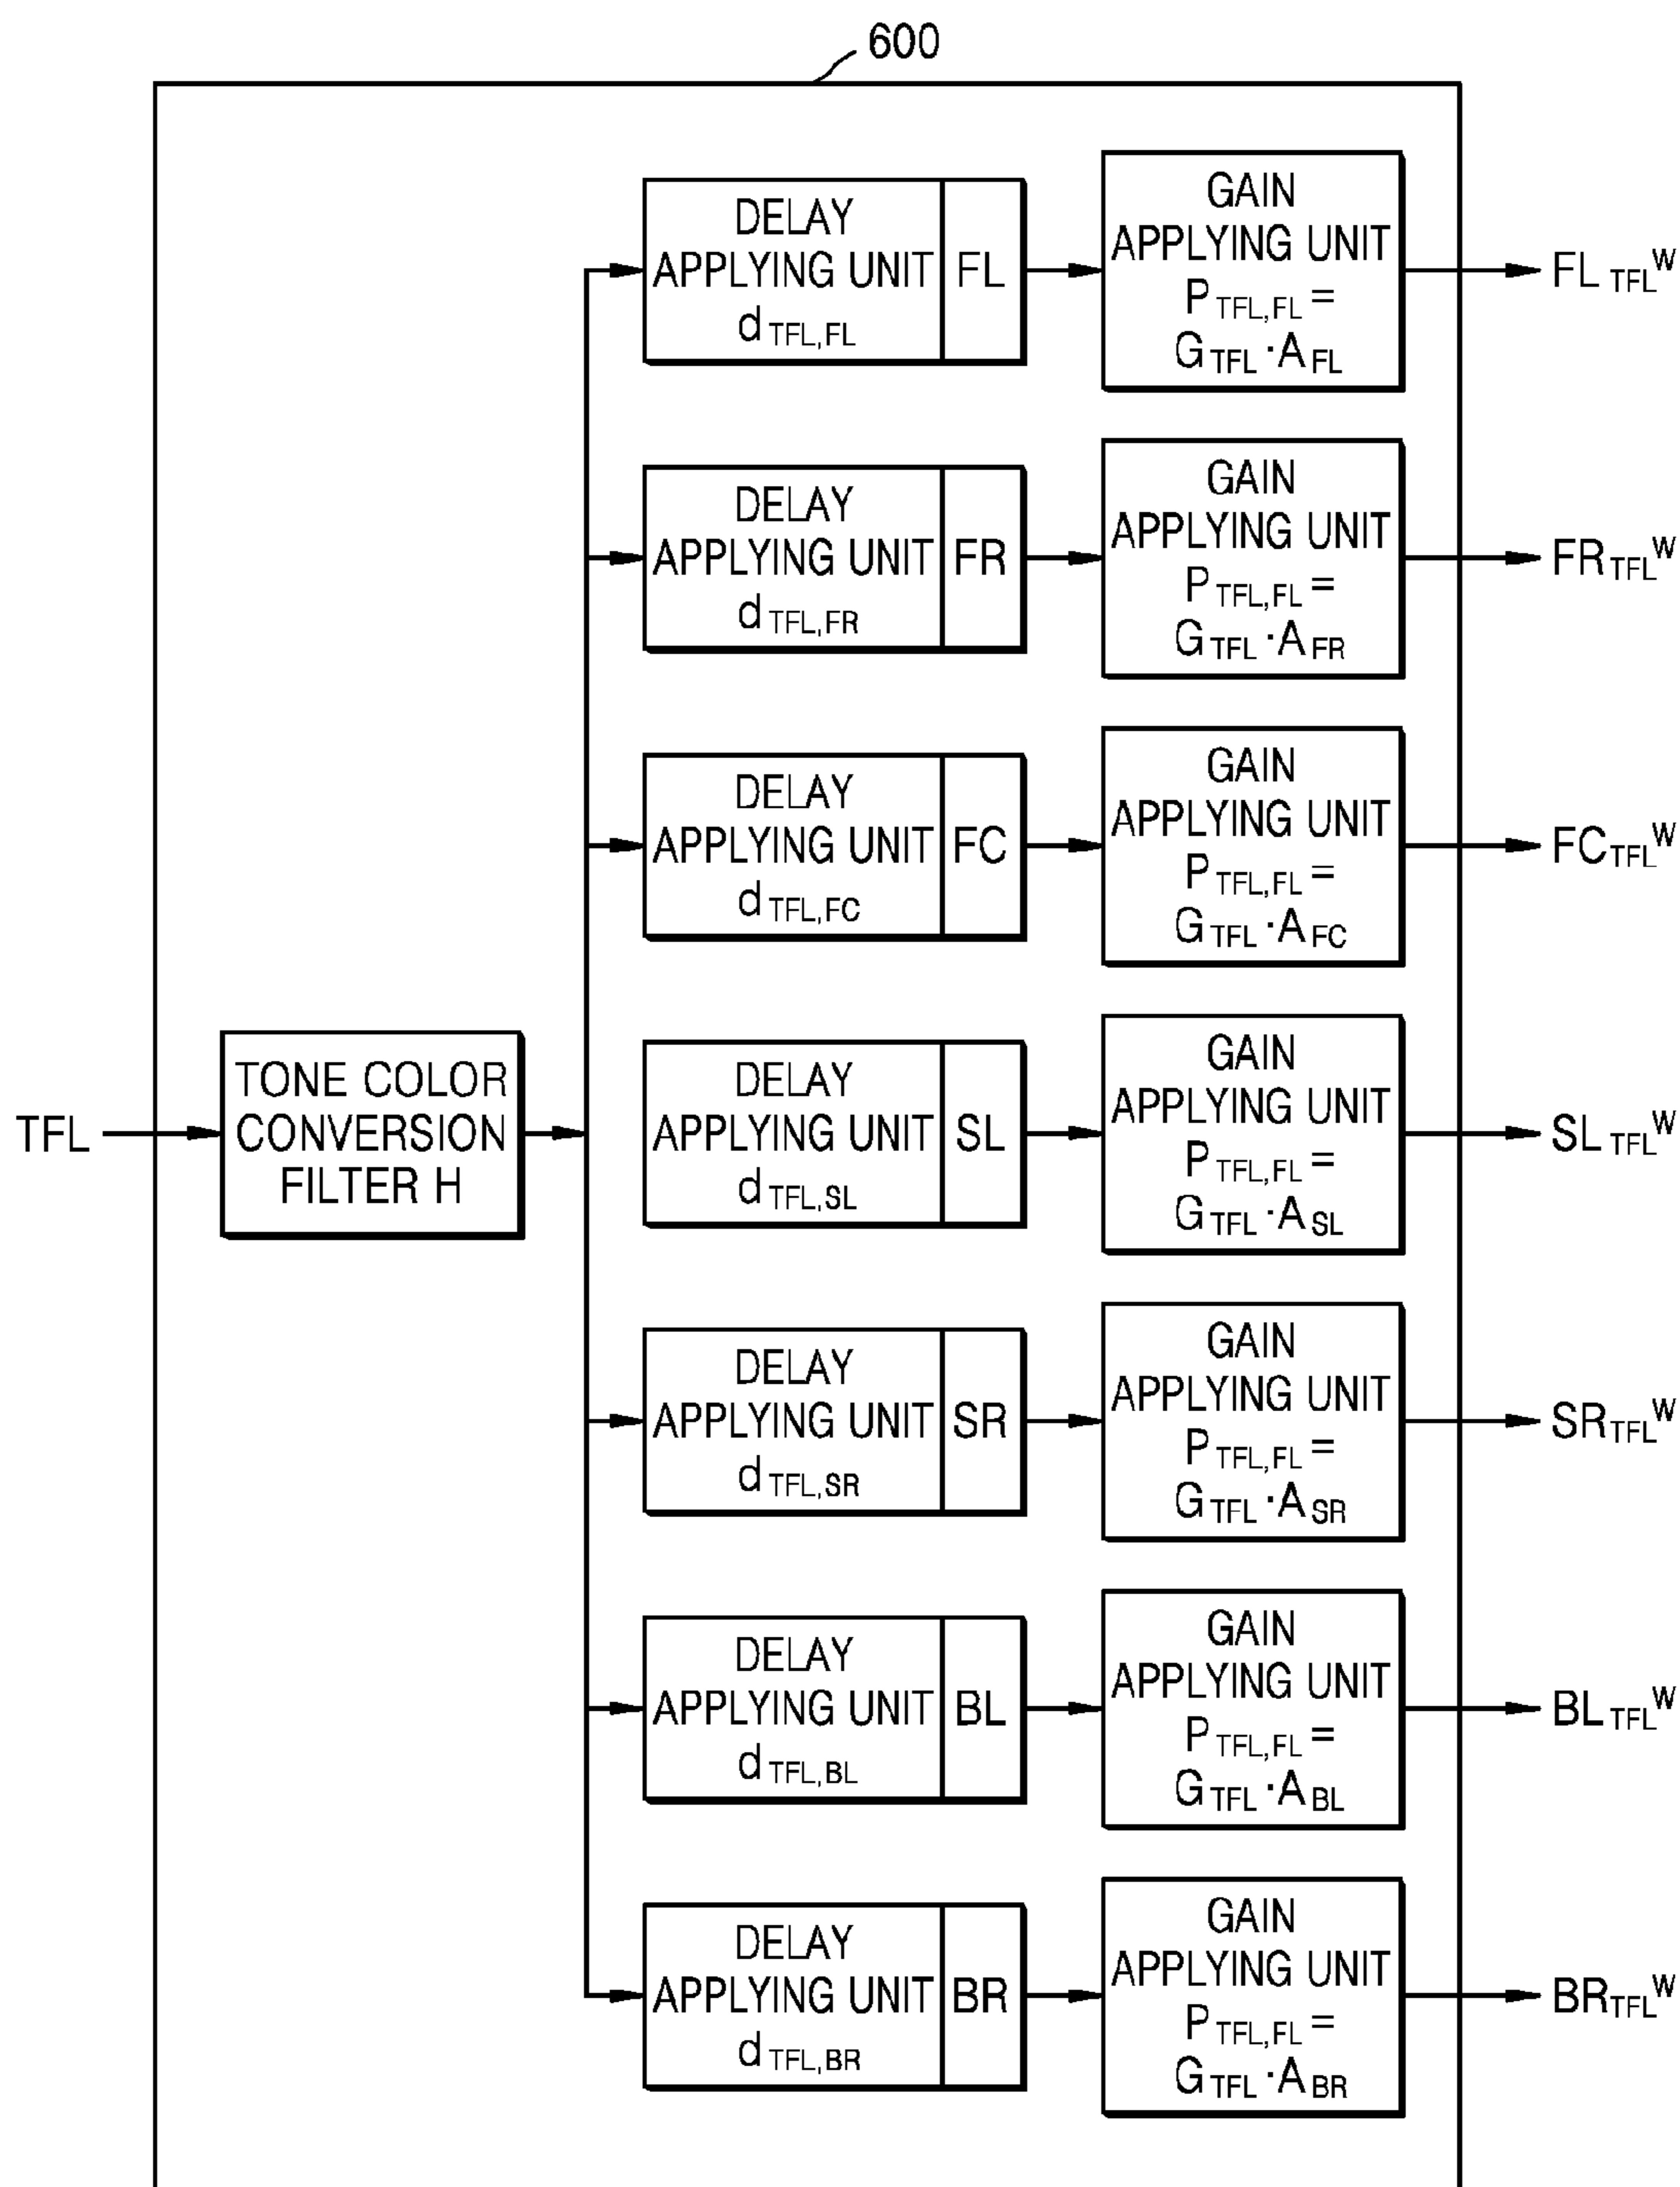 600
DELAY
APPLYING UNIT
d TFL,FL
FL
GAIN
APPLYING UNIT
P TFL,FL =
G TFL · A FL
FL TFL W
DELAY
APPLYING UNIT
d TFL,FR
FR
GAIN
APPLYING UNIT
P TFL,FL =
G TFL · A FR
FR TFL W
DELAY
APPLYING UNIT
d TFL,FC
FC
GAIN
APPLYING UNIT
P TFL,FL =
G TFL · A FC
FC TFL W
TFL
TONE COLOR
CONVERSION
FILTER H
DELAY
APPLYING UNIT
d TFL,SL
SL
GAIN
APPLYING UNIT
P TFL,FL =
G TFL · A SL
SL TFL W
DELAY
APPLYING UNIT
d TFL,SR
SR
GAIN
APPLYING UNIT
P TFL,FL =
G TFL · A SR
SR TFL W
DELAY
APPLYING UNIT
d TFL,BL
BL
GAIN
APPLYING UNIT
P TFL,FL =
G TFL · A BL
BL TFL W
DELAY
APPLYING UNIT
d TFL,BR
BR
GAIN
APPLYING UNIT
P TFL,FL =
G TFL · A BR
BR TFL W